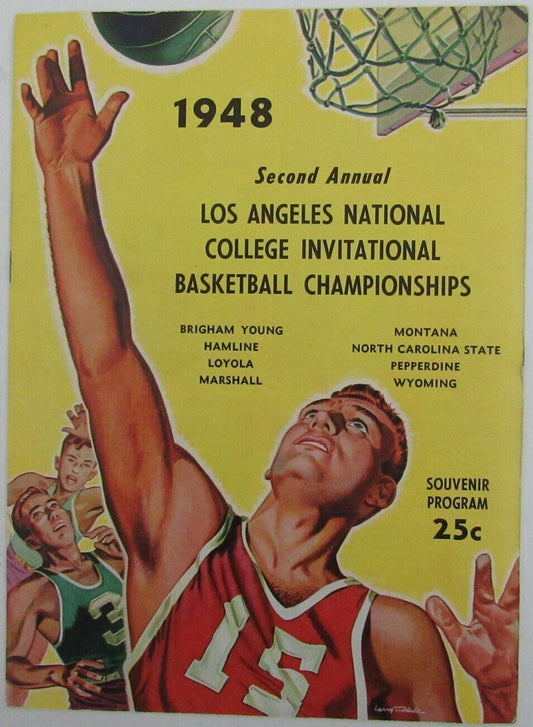 1948
Second Annual
LOS ANGELES NATIONAL
COLLEGE INVITATIONAL
BASKETBALL CHAMPIONSHIPS
BRIGHAM YOUNG
HAMLINE
LOYOLA
MARSHALL
MONTANA
NORTH CAROLINA STATE
PEPPERDINE
WYOMING
SOUVENIR
PROGRAM
25c
3
15